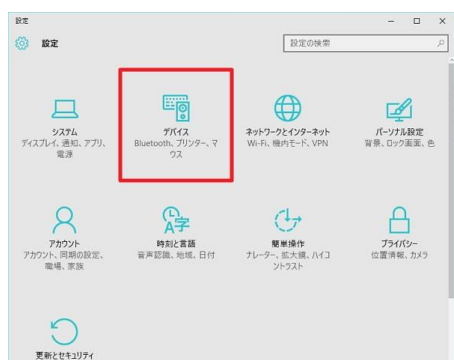 設定
設定
設定の検索
システム
ディスプレイ、通知、アプリ、
電源
デバイス
Bluetooth、プリンター、マ
ウス
ネットワークとインターネット
Wi-Fi、機内モード、VPN
パーソナル設定
背景、ロック画面、色
アカウント
アカウント、同期の設定、
職場、家族
時刻と言語
音声認識、地域、日付
簡単操作
ナレーター、拡大鏡、ハイコ
ントラスト
プライバシー
位置情報、カメラ
更新とセキュリティ